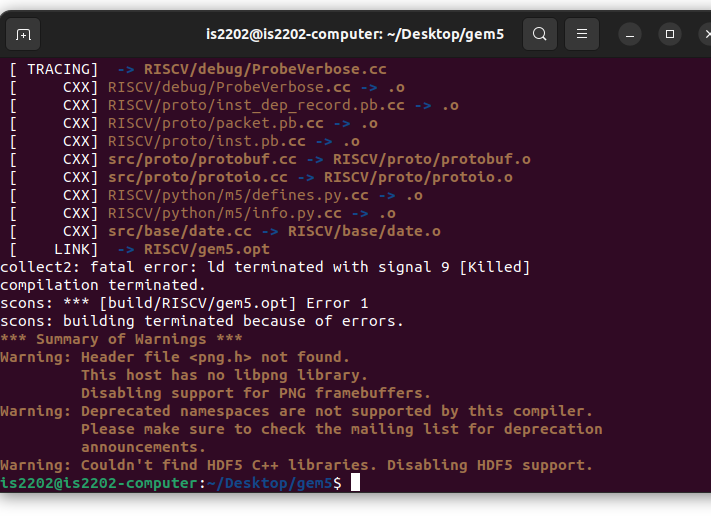 is2202@is2202-computer: ~/Desktop/gem5
[ TRACING]  -> RISCV/debug/ProbeVerbose.cc
[     CXX] RISCV/debug/ProbeVerbose.cc -> .o
[     CXX] RISCV/proto/inst_dep_record.pb.cc -> .o
[     CXX] RISCV/proto/packet.pb.cc -> .o
[     CXX] RISCV/proto/inst.pb.cc -> .o
[     CXX] src/proto/protobuf.cc -> RISCV/proto/protobuf.o
[     CXX] src/proto/protoio.cc -> RISCV/proto/protoio.o
[     CXX] RISCV/python/m5/defines.py.cc -> .o
[     CXX] RISCV/python/m5/info.py.cc -> .o
[     CXX] src/base/date.cc -> RISCV/base/date.o
[    LINK]  -> RISCV/gem5.opt
collect2: fatal error: ld terminated with signal 9 [Killed]
compilation terminated.
scons: *** [build/RISCV/gem5.opt] Error 1
scons: building terminated because of errors.
*** Summary of Warnings ***
Warning: Header file <png.h> not found.
         This host has no libpng library.
         Disabling support for PNG framebuffers.
Warning: Deprecated namespaces are not supported by this compiler.
         Please make sure to check the mailing list for deprecation
         announcements.
Warning: Couldn't find HDF5 C++ libraries. Disabling HDF5 support.
is2202@is2202-computer:~/Desktop/gem5$